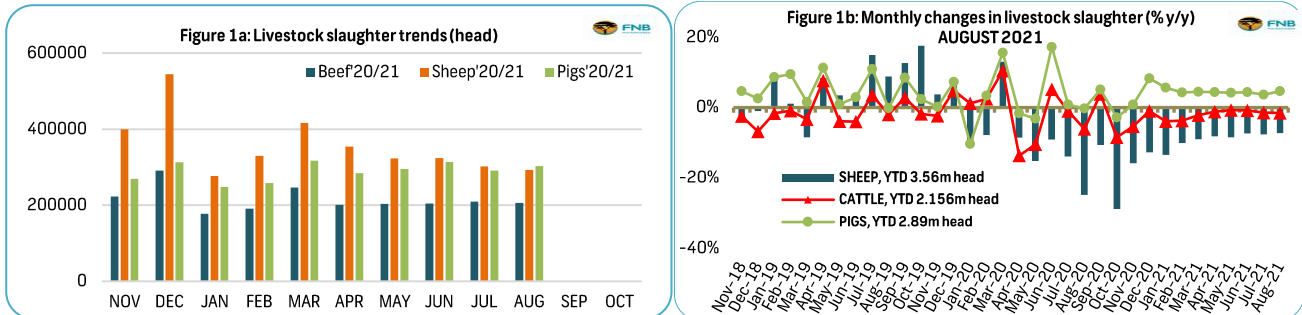 Figure 1a: Livestock slaughter trends (head)
FNB
Beef'20/21 Sheep'20/21 Pigs'20/21
600000
400000
200000
0
NOV DEC JAN FEB MAR APR MAY JUN JUL AUG SEP OCT
Figure 1b: Monthly changes in livestock slaughter (% y/y)
AUGUST 2021
FNB
20%
0%
-20%
-40%
SHEEP, YTD 3.56m head
CATTLE, YTD 2.156m head
PIGS, YTD 2.89m head
Nov-18 Dec-18 Jan-19 Feb-19 Mar-19 Apr-19 May-19 Jun-19 Jul-19 Aug-19 Sep-19 Oct-19 Nov-19 Dec-19 Jan-20 Feb-20 Mar-20 Apr-20 May-20 Jun-20 Jul-20 Aug-20 Sep-20 Oct-20 Nov-20 Dec-20 Jan-21 Feb-21 Mar-21 Apr-21 May-21 Jun-21 Jul-21 Aug-21